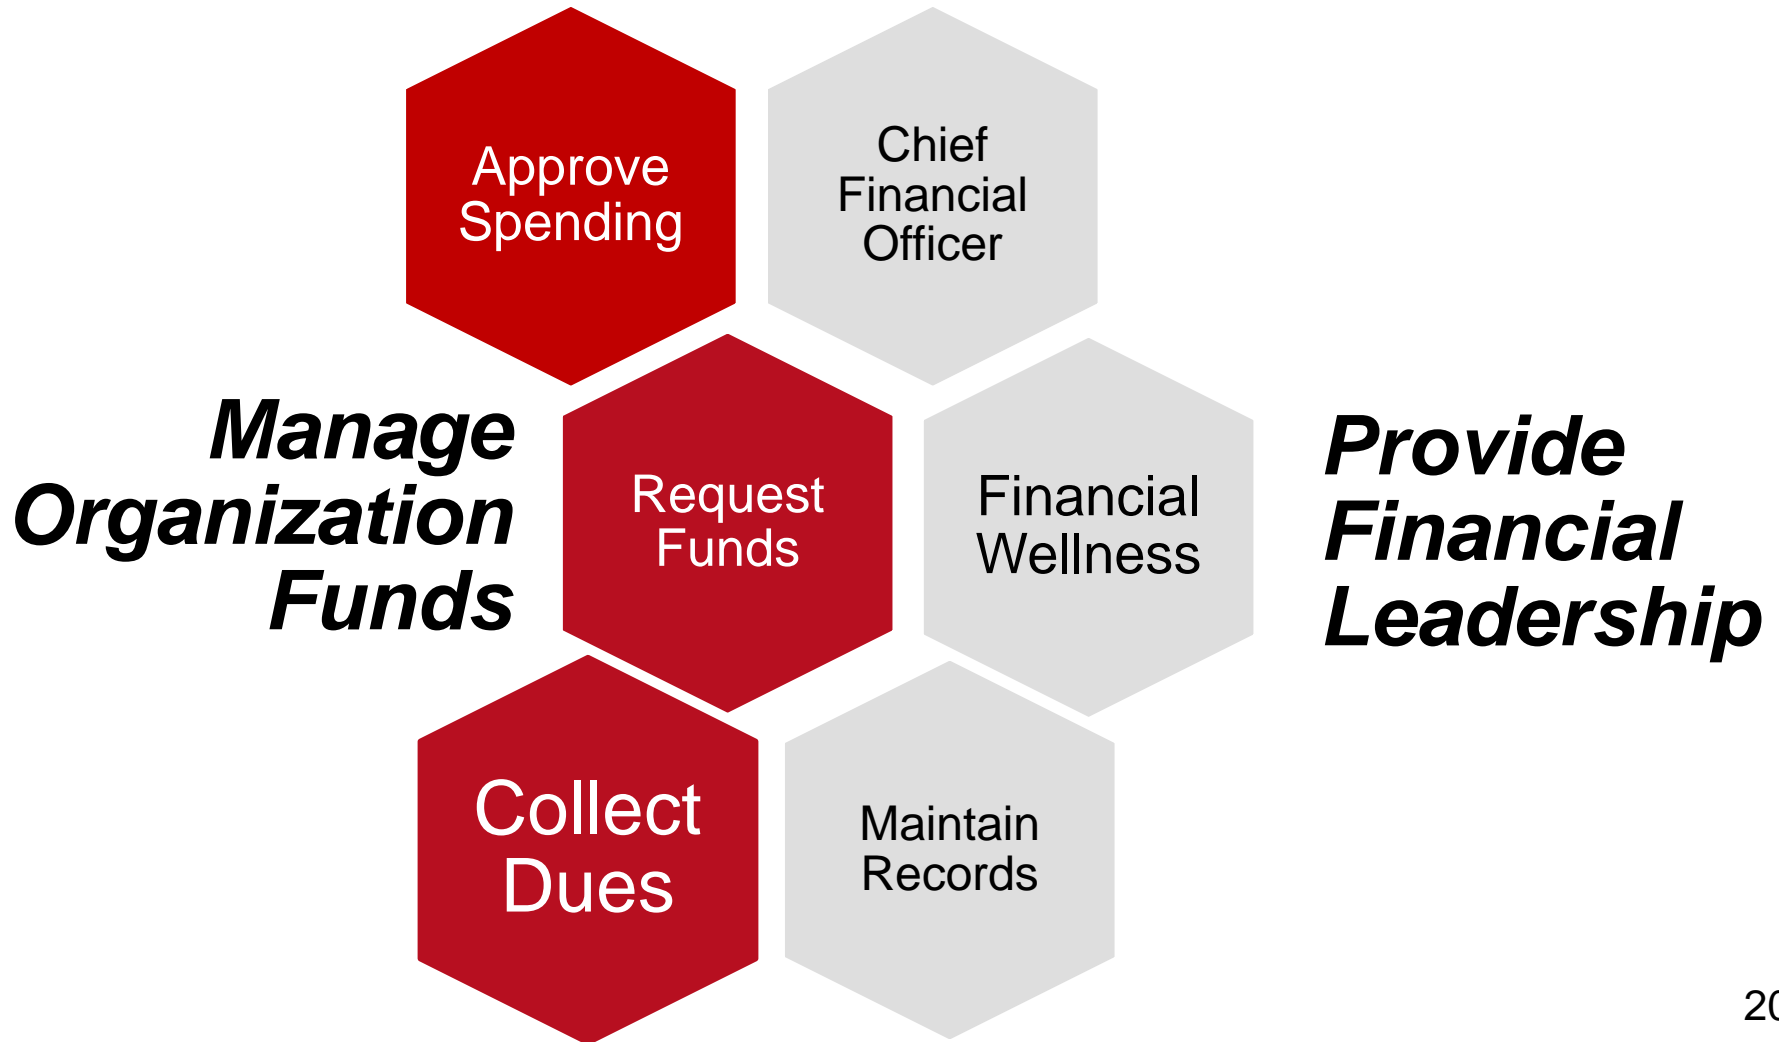 Approve
Spending
Chief
Financial
Officer
Manage
Organization
Funds
Request
Funds
Financial
Wellness
Provide
Financial
Leadership
Collect
Dues
Maintain
Records
20